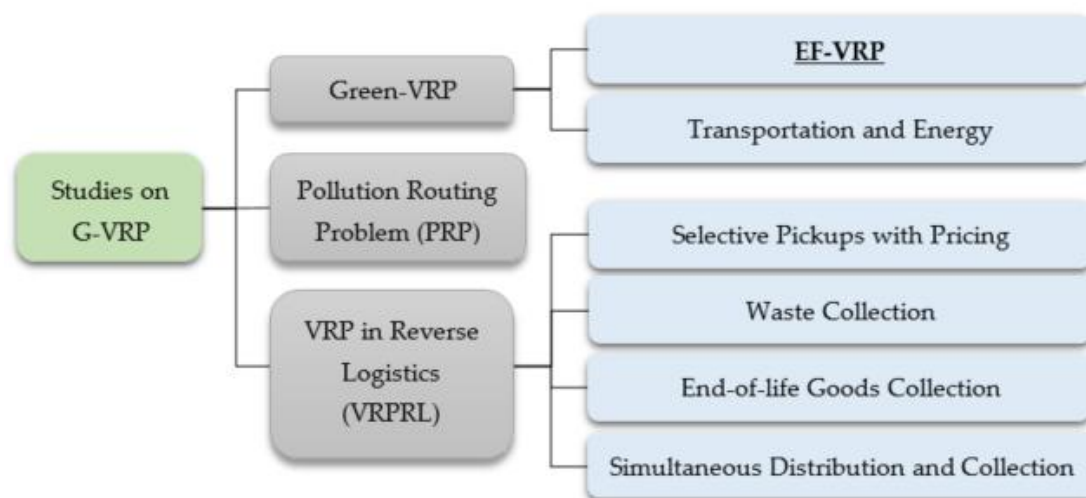 Studies on
G-VRP
Green-VRP
Pollution Routing
Problem (PRP)
VRP in Reverse
Logistics
(VRPRL)
EF-VRP
Transportation and Energy
Selective Pickups with Pricing
Waste Collection
End-of-life Goods Collection
Simultaneous Distribution and Collection